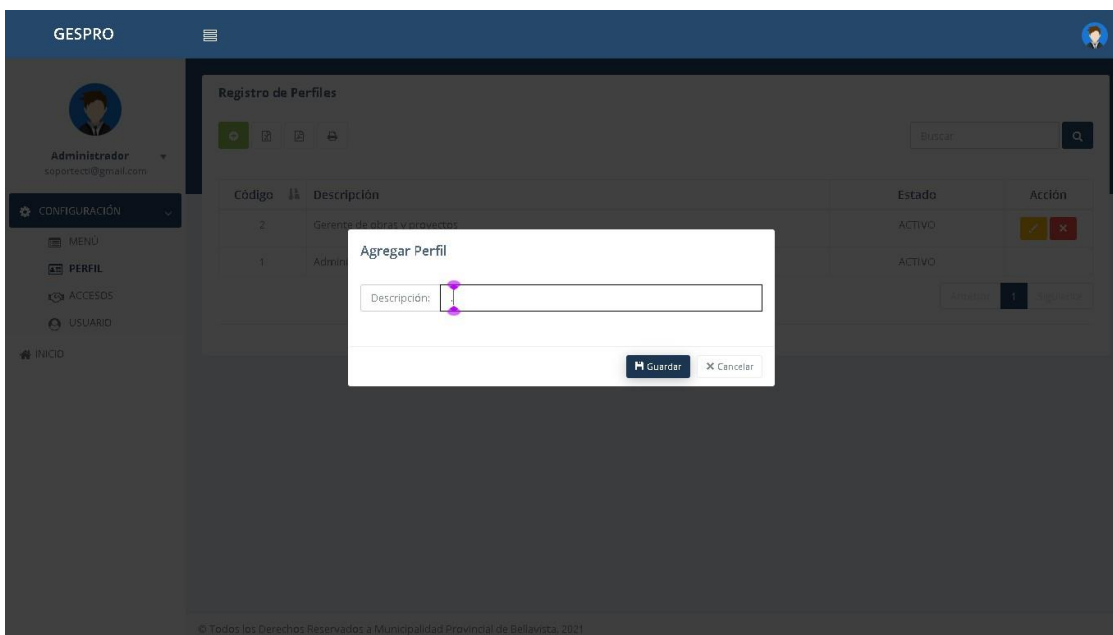 GESPRO
Administrador
soportecti@gmail.com
CONFIGURACIÓN
MENÚ
PERFIL
ACCESOS
USUARIO
INICIO
Registro de Perfiles
Buscar
Código Descripción Estado Acción
2 Gerente de obras y proyectos ACTIVO
1 Admini ACTIVO
1 Siguiente
Agregar Perfil
Descripción: .
Guardar Cancelar
© Todos los Derechos Reservados a Municipalidad Provincial de Bellavista, 2021